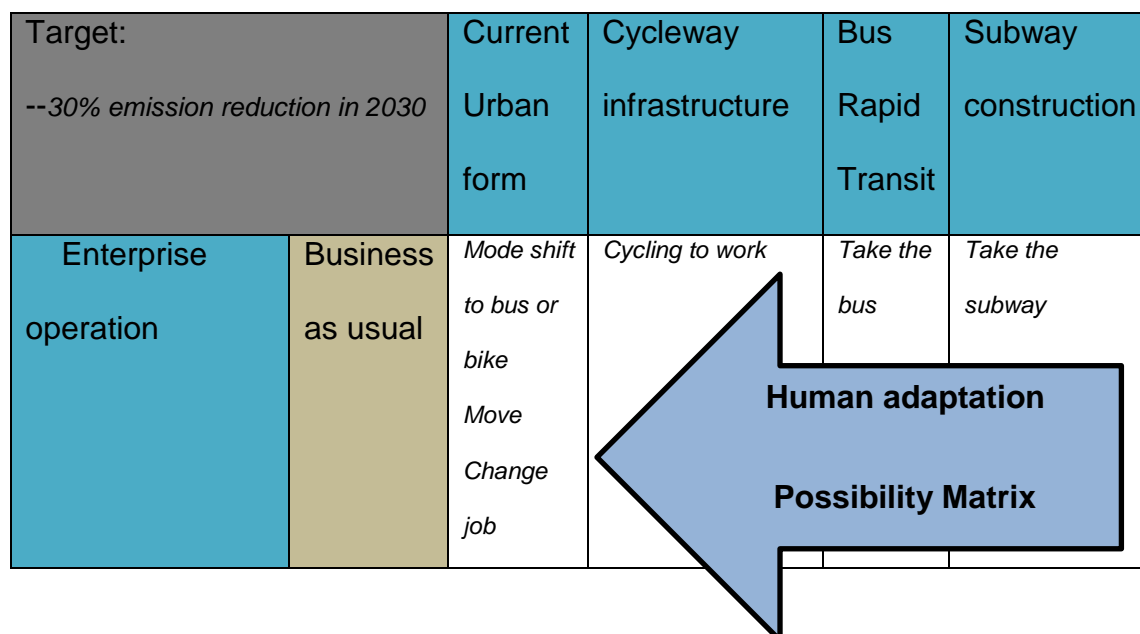 Target:
--30% emission reduction in 2030
Current
Urban
form
Cycleway
infrastructure
Bus
Rapid
Transit
Subway
construction
Enterprise
operation
Business
as usual
Mode shift
to bus or
bike
Move
Change
job
Cycling to work
Take the
bus
Take the
subway
Human adaptation
Possibility Matrix